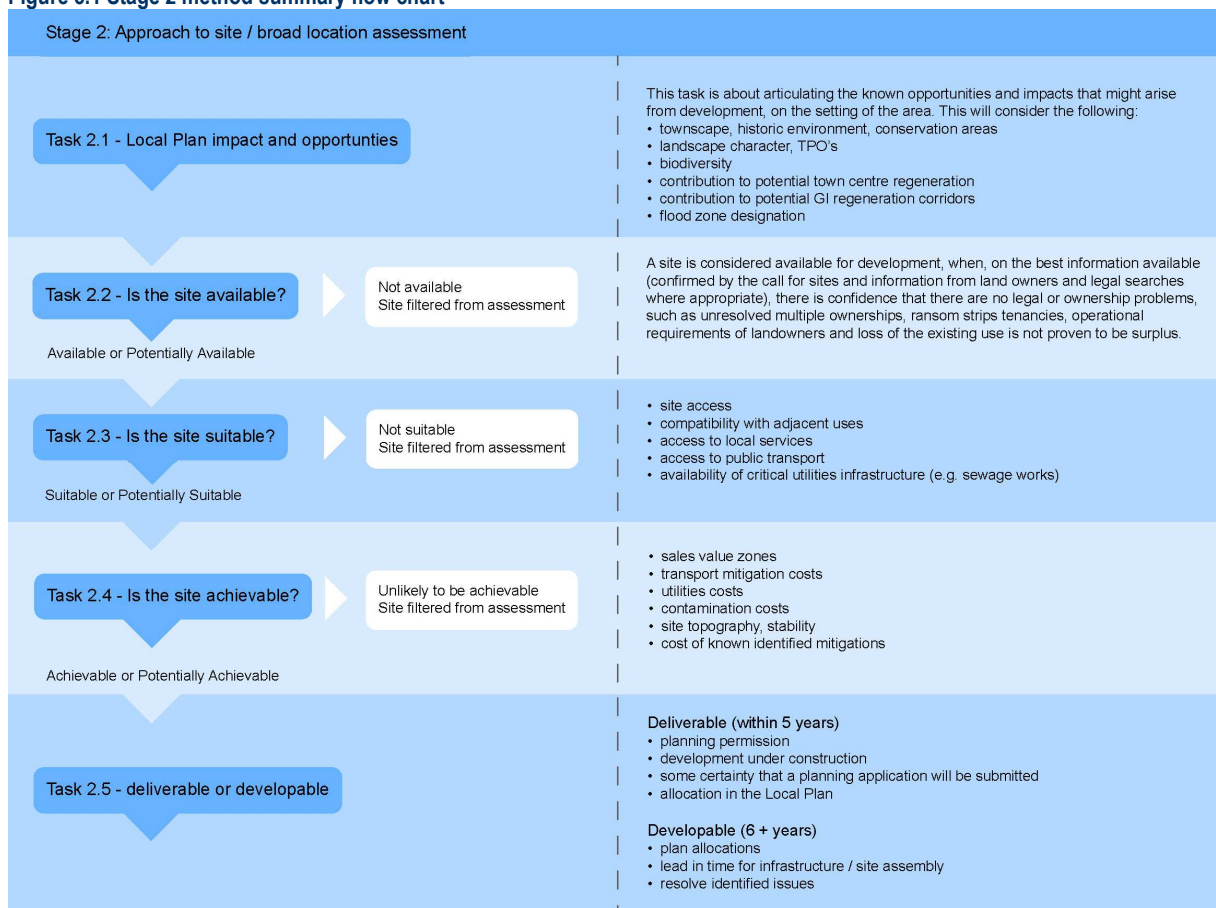 Figure 3.1 Stage 2 method summary flow chart
Stage 2: Approach to site / broad location assessment
Task 2.1 - Local Plan impact and opportunties
This task is about articulating the known opportunities and impacts that might arise
from development, on the setting of the area. This will consider the following:
• townscape, historic environment, conservation areas
• landscape character, TPO's
• biodiversity
• contribution to potential town centre regeneration
• contribution to potential GI regeneration corridors
• flood zone designation
Task 2.2 - Is the site available?
Not available
Site filtered from assessment
Available or Potentially Available
A site is considered available for development, when, on the best information available
(confirmed by the call for sites and information from land owners and legal searches
where appropriate), there is confidence that there are no legal or ownership problems,
such as unresolved multiple ownerships, ransom strips tenancies, operational
requirements of landowners and loss of the existing use is not proven to be surplus.
Task 2.3 - Is the site suitable?
Not suitable
Site filtered from assessment
Suitable or Potentially Suitable
• site access
• compatibility with adjacent uses
• access to local services
• access to public transport
• availability of critical utilities infrastructure (e.g. sewage works)
Task 2.4 - Is the site achievable?
Unlikely to be achievable
Site filtered from assessment
Achievable or Potentially Achievable
• sales value zones
• transport mitigation costs
• utilities costs
• contamination costs
• site topography, stability
• cost of known identified mitigations
Task 2.5 - deliverable or developable
Deliverable (within 5 years)
• planning permission
• development under construction
• some certainty that a planning application will be submitted
• allocation in the Local Plan
Developable (6 + years)
• plan allocations
• lead in time for infrastructure / site assembly
• resolve identified issues